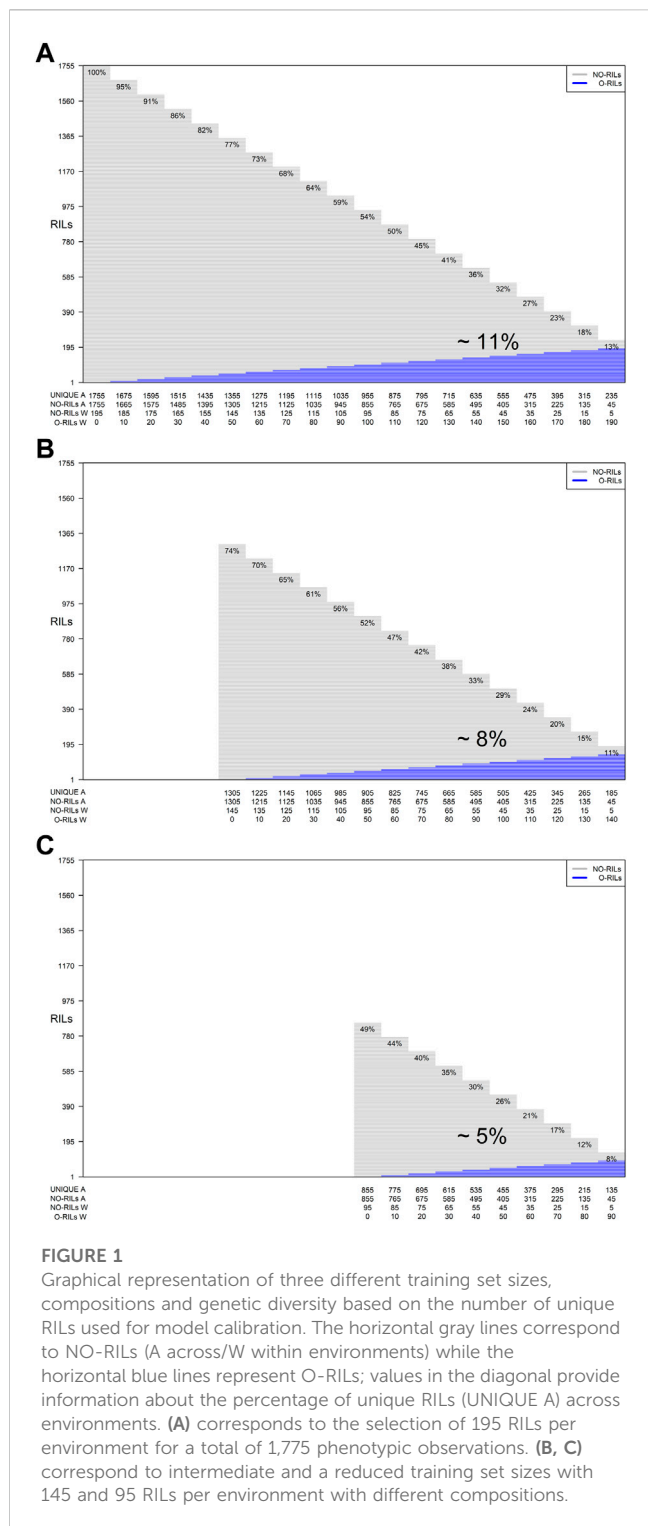 A
1755
1560
1365
1170
975
RILs
780
585
390
195
1
NO-RILs
O-RILs
100%
95%
91%
86%
82%
77%
73%
68%
64%
59%
54%
50%
45%
41%
36%
32%
27%
23%
18%
13%
~ 11%
UNIQUE A 1755 1675 1595 1515 1435 1355 1275 1195 1115 1035 955 875 795 715 635 555 475 395 315 235
NO-RILs A 1755 1665 1575 1485 1395 1305 1215 1125 1035 945 855 765 675 585 495 405 315 225 135 45
NO-RILs W 195 185 175 165 155 145 135 125 115 105 95 85 75 65 55 45 35 25 15 5
O-RILs W 0 10 20 30 40 50 60 70 80 90 100 110 120 130 140 150 160 170 180 190
B
1755
1560
1365
1170
975
RILs
780
585
390
195
1
NO-RILs
O-RILs
74%
70%
65%
61%
56%
52%
47%
42%
38%
33%
29%
24%
20%
15%
11%
~ 8%
UNIQUE A 1305 1225 1145 1065 985 905 825 745 665 585 505 425 345 265 185
NO-RILs A 1305 1215 1125 1035 945 855 765 675 585 495 405 315 225 135 45
NO-RILs W 145 135 125 115 105 95 85 75 65 55 45 35 25 15 5
O-RILs W 0 10 20 30 40 50 60 70 80 90 100 110 120 130 140
C
1755
1560
1365
1170
975
RILs
780
585
390
195
1
NO-RILs
O-RILs
49%
44%
40%
35%
30%
26%
21%
17%
12%
8%
~ 5%
UNIQUE A 855 775 695 615 535 455 375 295 215 135
NO-RILs A 855 765 675 585 495 405 315 225 135 45
NO-RILs W 95 85 75 65 55 45 35 25 15 5
O-RILs W 0 10 20 30 40 50 60 70 80 90
FIGURE 1
Graphical representation of three different training set sizes,
compositions and genetic diversity based on the number of unique
RILs used for model calibration. The horizontal gray lines correspond
to NO-RILs (A across/W within environments) while the
horizontal blue lines represent O-RILs; values in the diagonal provide
information about the percentage of unique RILs (UNIQUE A) across
environments. (A) corresponds to the selection of 195 RILs per
environment for a total of 1,775 phenotypic observations. (B, C)
correspond to intermediate and a reduced training set sizes with
145 and 95 RILs per environment with different compositions.